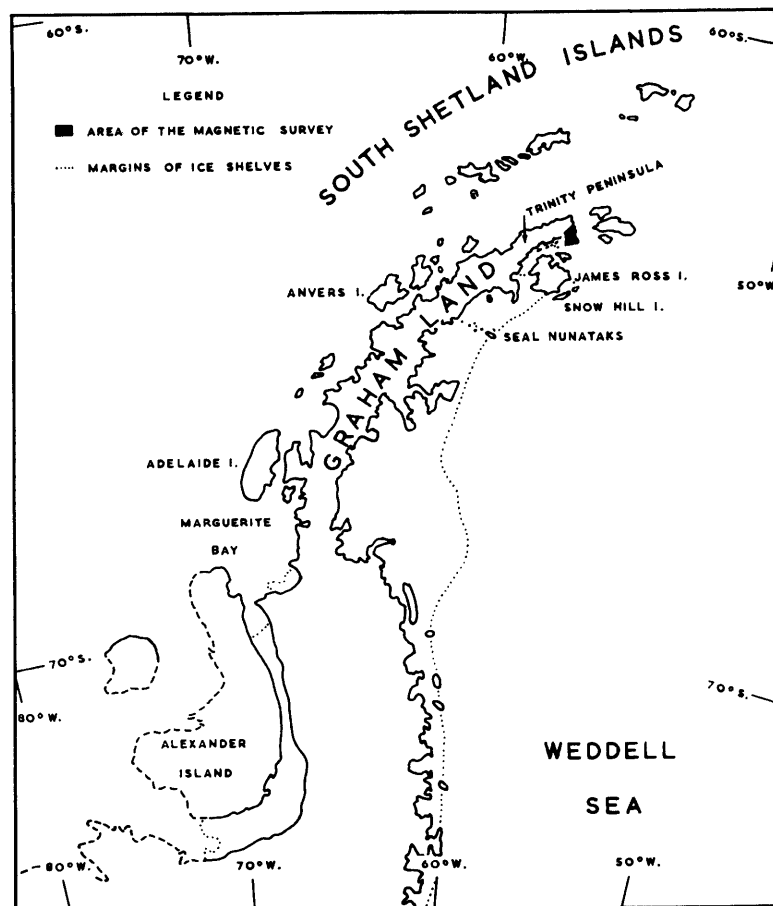 60°S.
70°W.
60°W.
60°S.
LEGEND
AREA OF THE MAGNETIC SURVEY
MARGINS OF ICE SHELVES
SOUTH SHETLAND ISLANDS
TRINITY PENINSULA
ANVERS I.
JAMES ROSS I.
50°W.
SNOW HILL I.
SEAL NUNATAKS
GRAHAM LAND
ADELAIDE I.
MARGUERITE
BAY
70°S.
80°W.
70°S.
ALEXANDER
ISLAND
WEDDELL
SEA
80°W.
70°W.
60°W.
50°W.